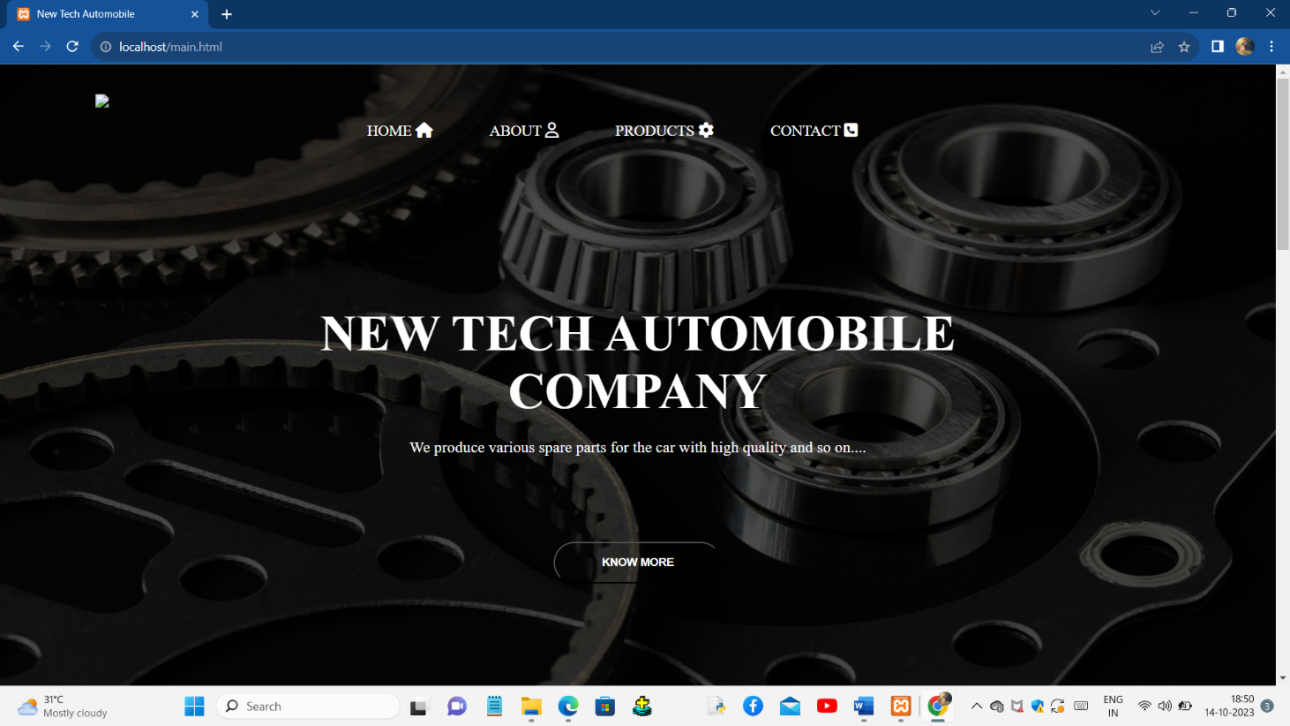 New Tech Automobile
localhost/main.html
HOME ABOUT PRODUCTS CONTACT
NEW TECH AUTOMOBILE
COMPANY
We produce various spare parts for the car with high quality and so on....
KNOW MORE
31°C
Mostly cloudy
Search
ENG
IN
18:50
14-10-2023
3